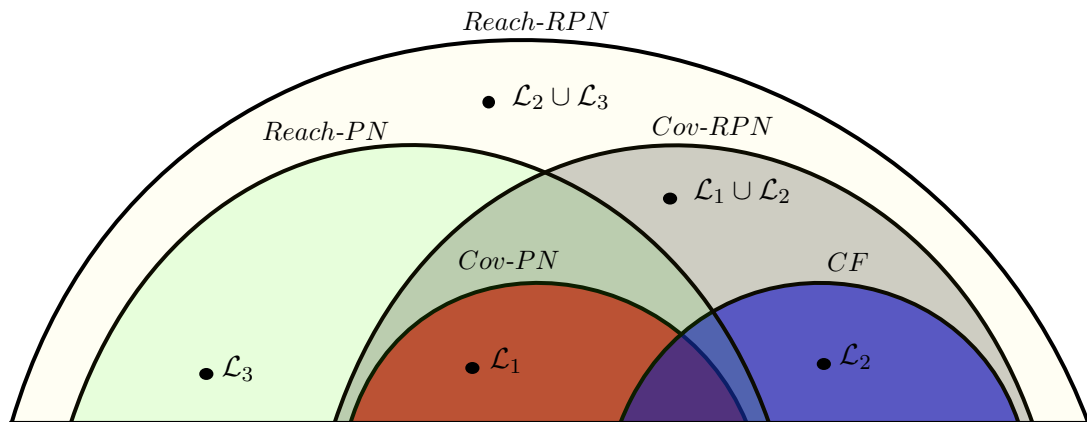 Reach-RPN
ℒ₂ ∪ ℒ₃
Reach-PN
Cov-RPN
ℒ₁ ∪ ℒ₂
Cov-PN
CF
ℒ₃
ℒ₁
ℒ₂